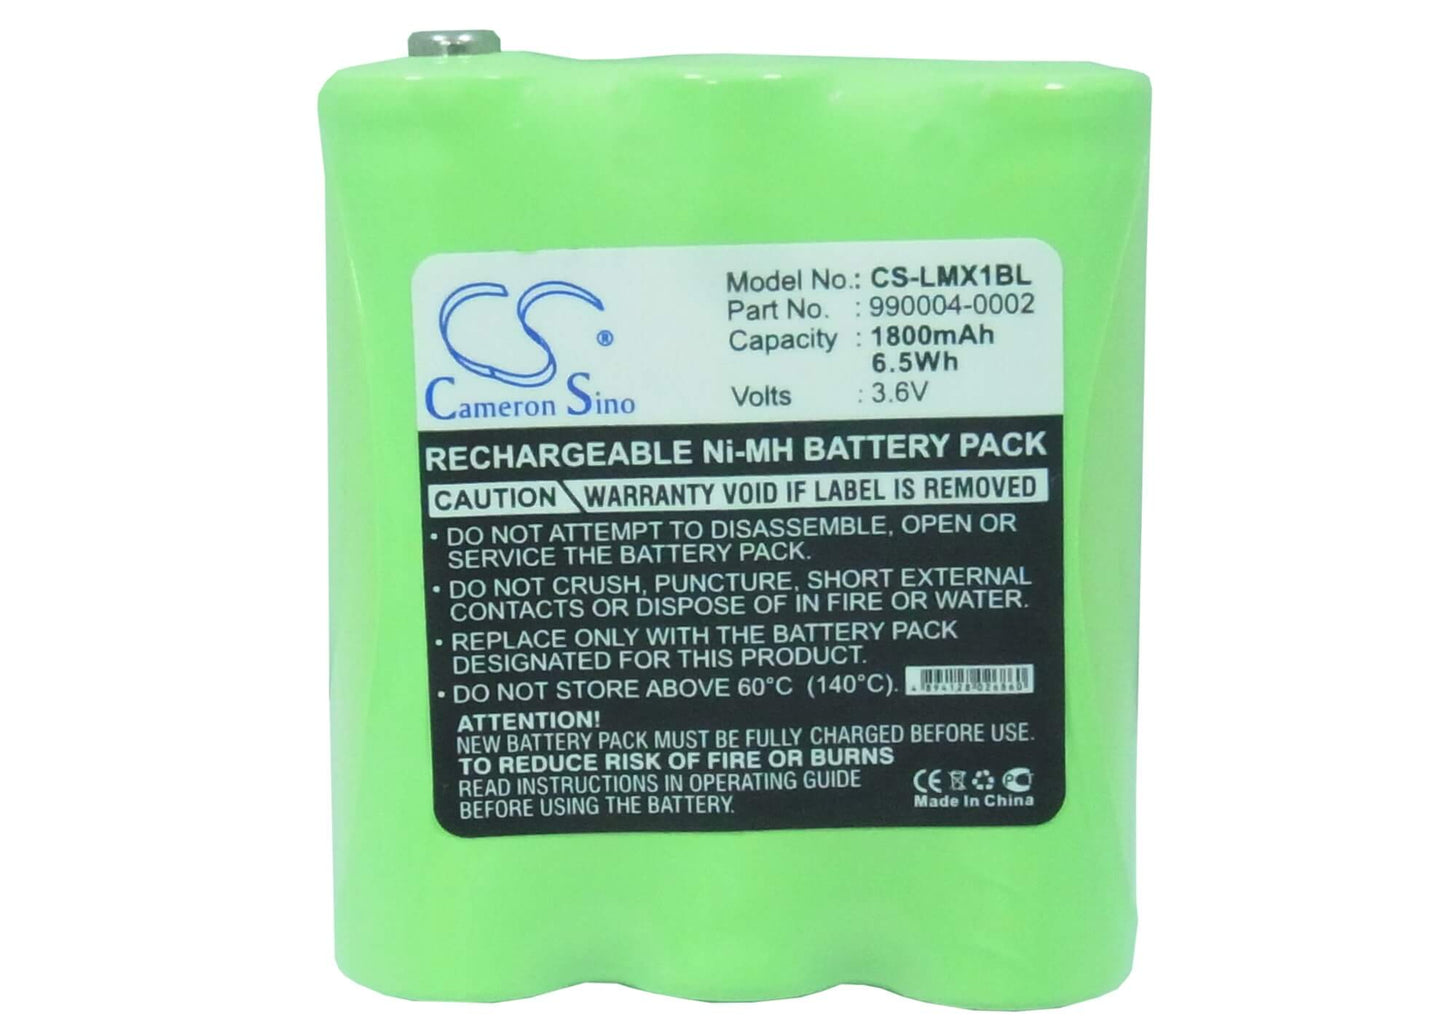 CS®
Cameron Sino
Model No.: CS-LMX1BL
Part No. : 990004-0002
Capacity : 1800mAh
6.5Wh
Volts : 3.6V
RECHARGEABLE Ni-MH BATTERY PACK
CAUTION WARRANTY VOID IF LABEL IS REMOVED
• DO NOT ATTEMPT TO DISASSEMBLE, OPEN OR
SERVICE THE BATTERY PACK.
• DO NOT CRUSH, PUNCTURE, SHORT EXTERNAL
CONTACTS OR DISPOSE OF IN FIRE OR WATER.
• REPLACE ONLY WITH THE BATTERY PACK
DESIGNATED FOR THIS PRODUCT.
• DO NOT STORE ABOVE 60°C (140°C).
4 894128 026860
ATTENTION!
NEW BATTERY PACK MUST BE FULLY CHARGED BEFORE USE.
TO REDUCE RISK OF FIRE OR BURNS
READ INSTRUCTIONS IN OPERATING GUIDE
BEFORE USING THE BATTERY.
CE
Made In China